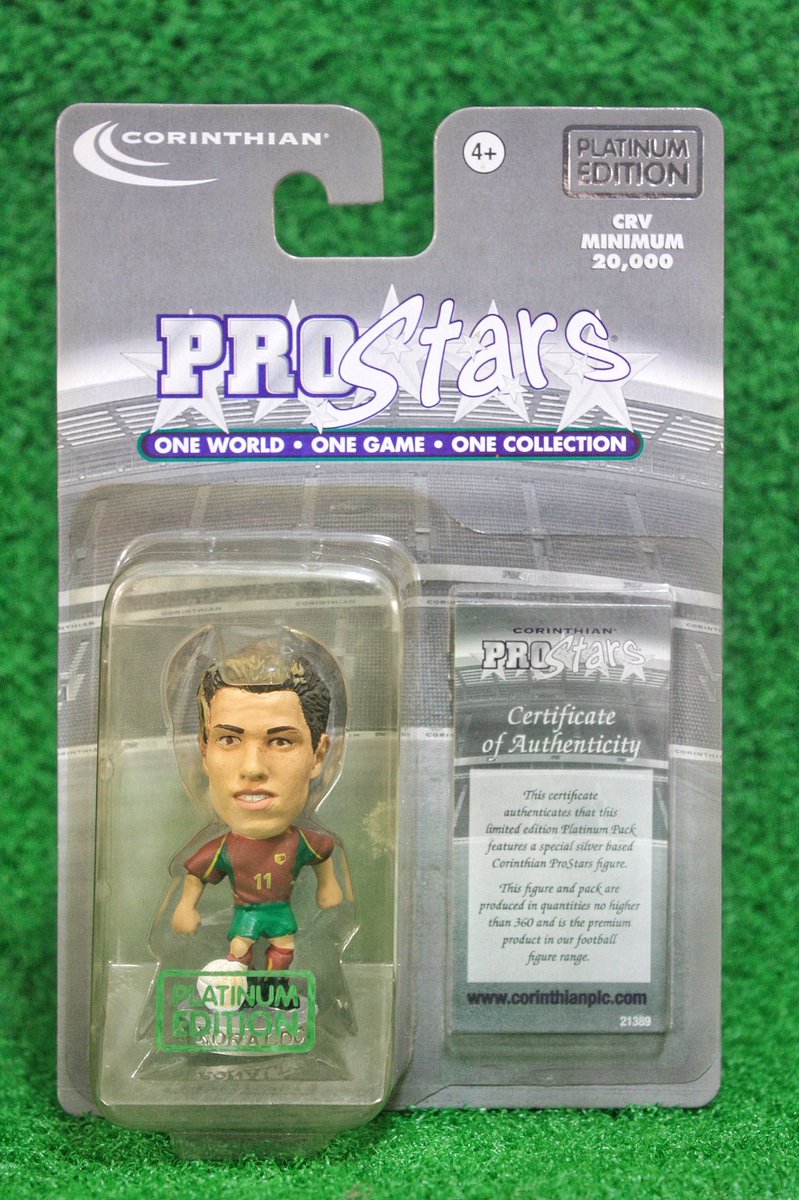 CORINTHIAN®
4+
PLATINUM
EDITION
CRV
MINIMUM
20,000
PROStars®
ONE WORLD • ONE GAME • ONE COLLECTION
CORINTHIAN®
PROStars
Certificate
of Authenticity
This certificate
authenticates that this
limited edition Platinum Pack
features a special silver based
Corinthian ProStars figure.
This figure and pack are
produced in quantities no higher
than 360 and is the premium
product in our football
figure range.
www.corinthianplc.com
21389
11
PLATINUM
EDITION
RONALDO